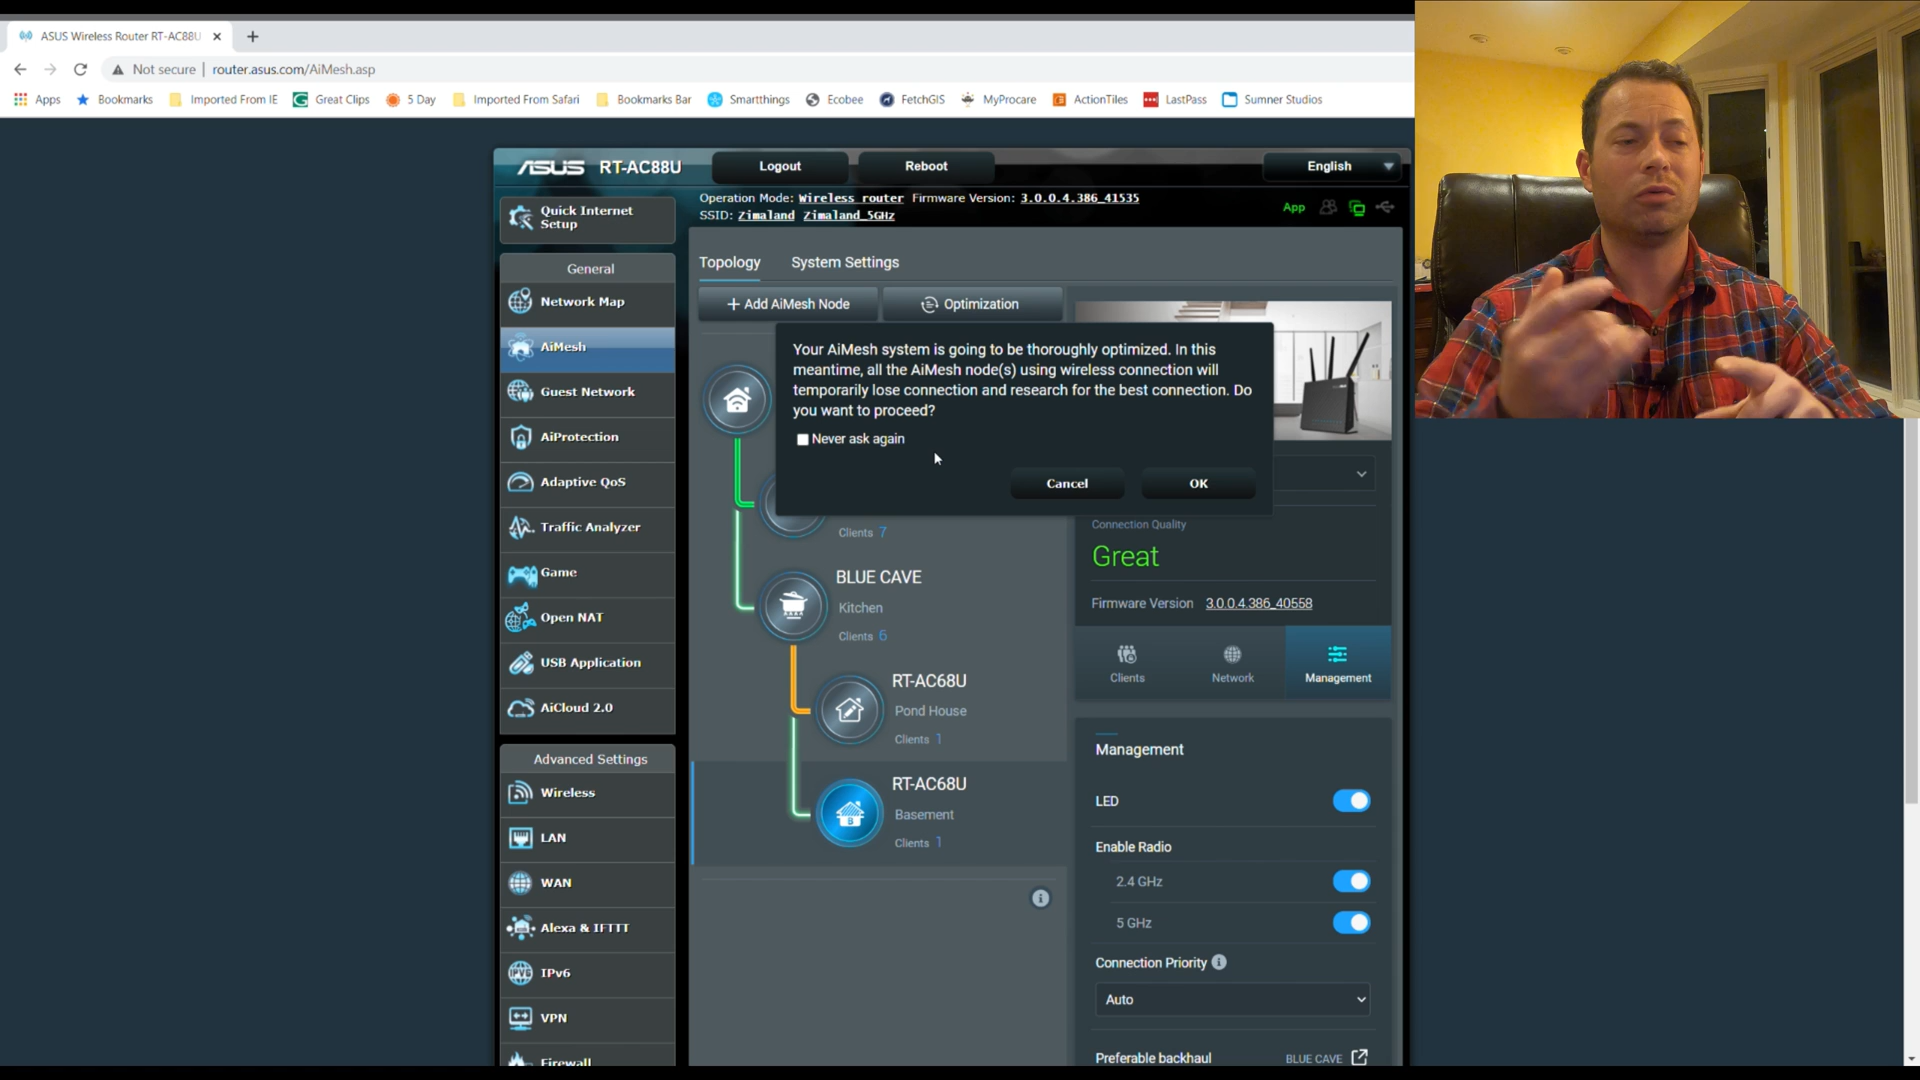 ASUS Wireless Router RT-AC88U
Not secure | router.asus.com/AiMesh.asp
Apps Bookmarks Imported From IE Great Clips 5 Day Imported From Safari Bookmarks Bar Smartthings Ecobee FetchGIS MyProcare ActionTiles LastPass Sumner Studios
ASUS RT-AC88U Logout Reboot English
Quick Internet
Setup
Operation Mode: Wireless router Firmware Version: 3.0.0.4.386_41535
SSID: Zimaland Zimaland_5GHz
App
General
Network Map
AiMesh
Guest Network
AiProtection
Adaptive QoS
Traffic Analyzer
Game
Open NAT
USB Application
AiCloud 2.0
Advanced Settings
Wireless
LAN
WAN
Alexa & IFTTT
IPv6
VPN
Firewall
Topology System Settings
+ Add AiMesh Node Optimization
Your AiMesh system is going to be thoroughly optimized. In this
meantime, all the AiMesh node(s) using wireless connection will
temporarily lose connection and research for the best connection. Do
you want to proceed?
Never ask again
Cancel OK
Clients 7
BLUE CAVE
Kitchen
Clients 6
RT-AC68U
Pond House
Clients 1
RT-AC68U
Basement
Clients 1
Connection Quality
Great
Firmware Version 3.0.0.4.386_40558
Clients Network Management
Management
LED
Enable Radio
2.4 GHz
5 GHz
Connection Priority
Auto
Preferable backhaul BLUE CAVE